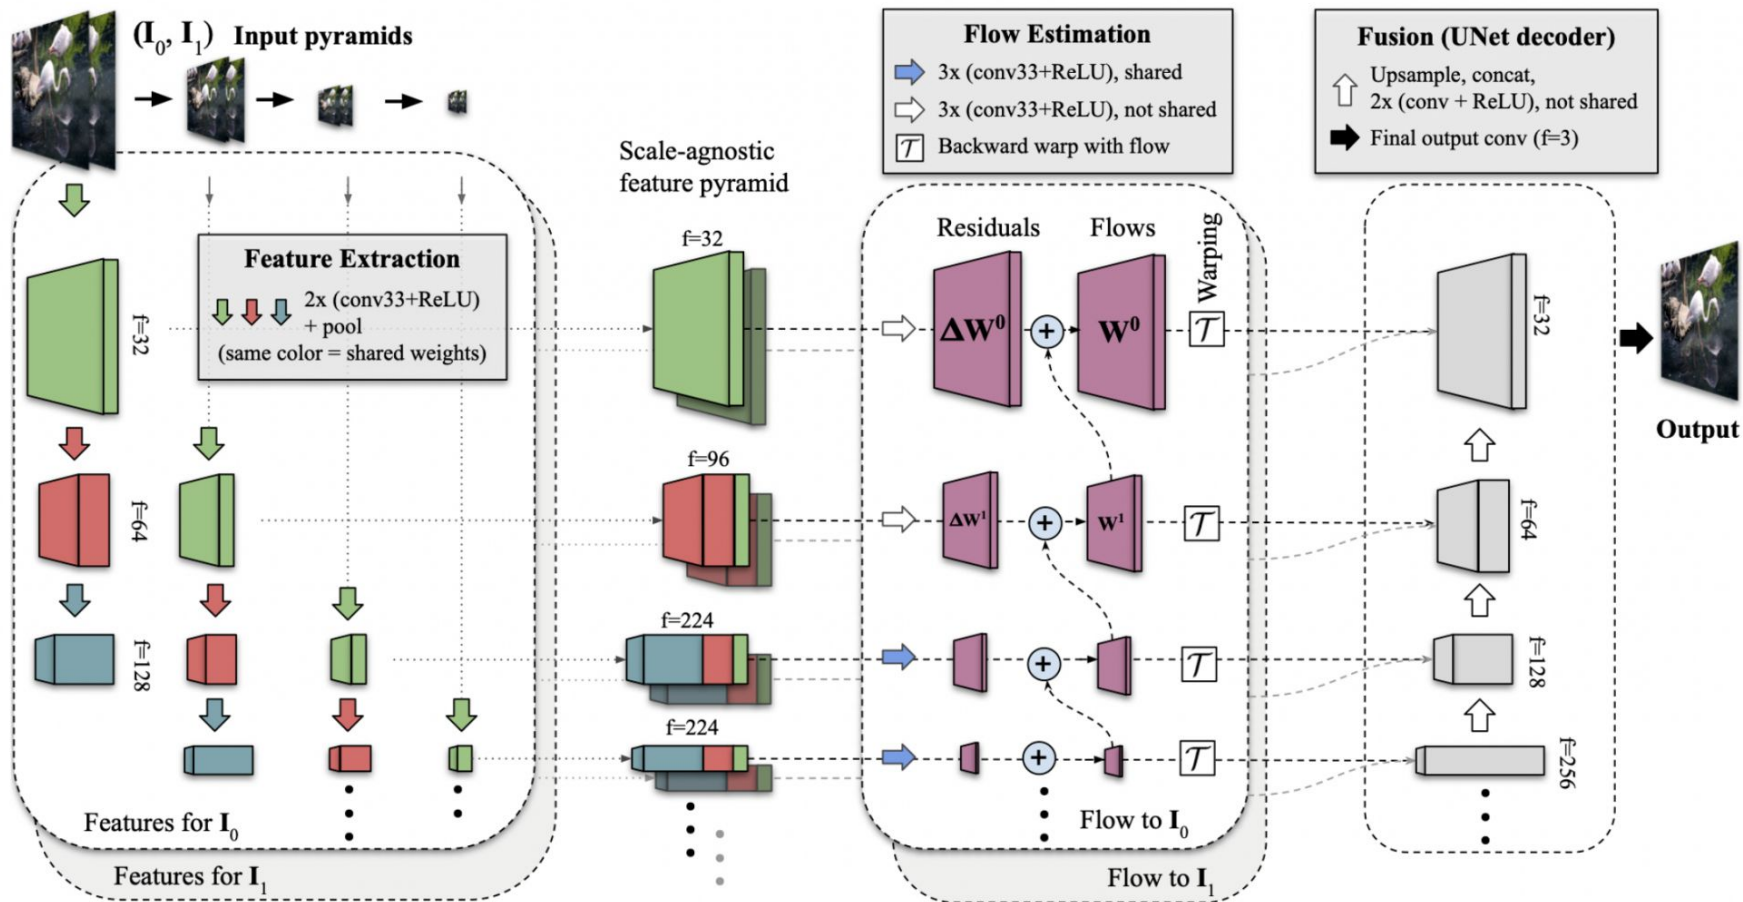 (I0, I1) Input pyramids
Feature Extraction
2x (conv33+ReLU)
+ pool
(same color = shared weights)
f=32
f=64
f=128
Features for I0
Features for I1
Scale-agnostic
feature pyramid
f=32
f=96
f=224
f=224
Flow Estimation
3x (conv33+ReLU), shared
3x (conv33+ReLU), not shared
T Backward warp with flow
Residuals Flows Warping
ΔW⁰ + W⁰ T
ΔW¹ + W¹ T
+ T
+ T
Flow to I0
Flow to I1
Fusion (UNet decoder)
Upsample, concat,
2x (conv + ReLU), not shared
Final output conv (f=3)
f=32
f=64
f=128
f=256
Output